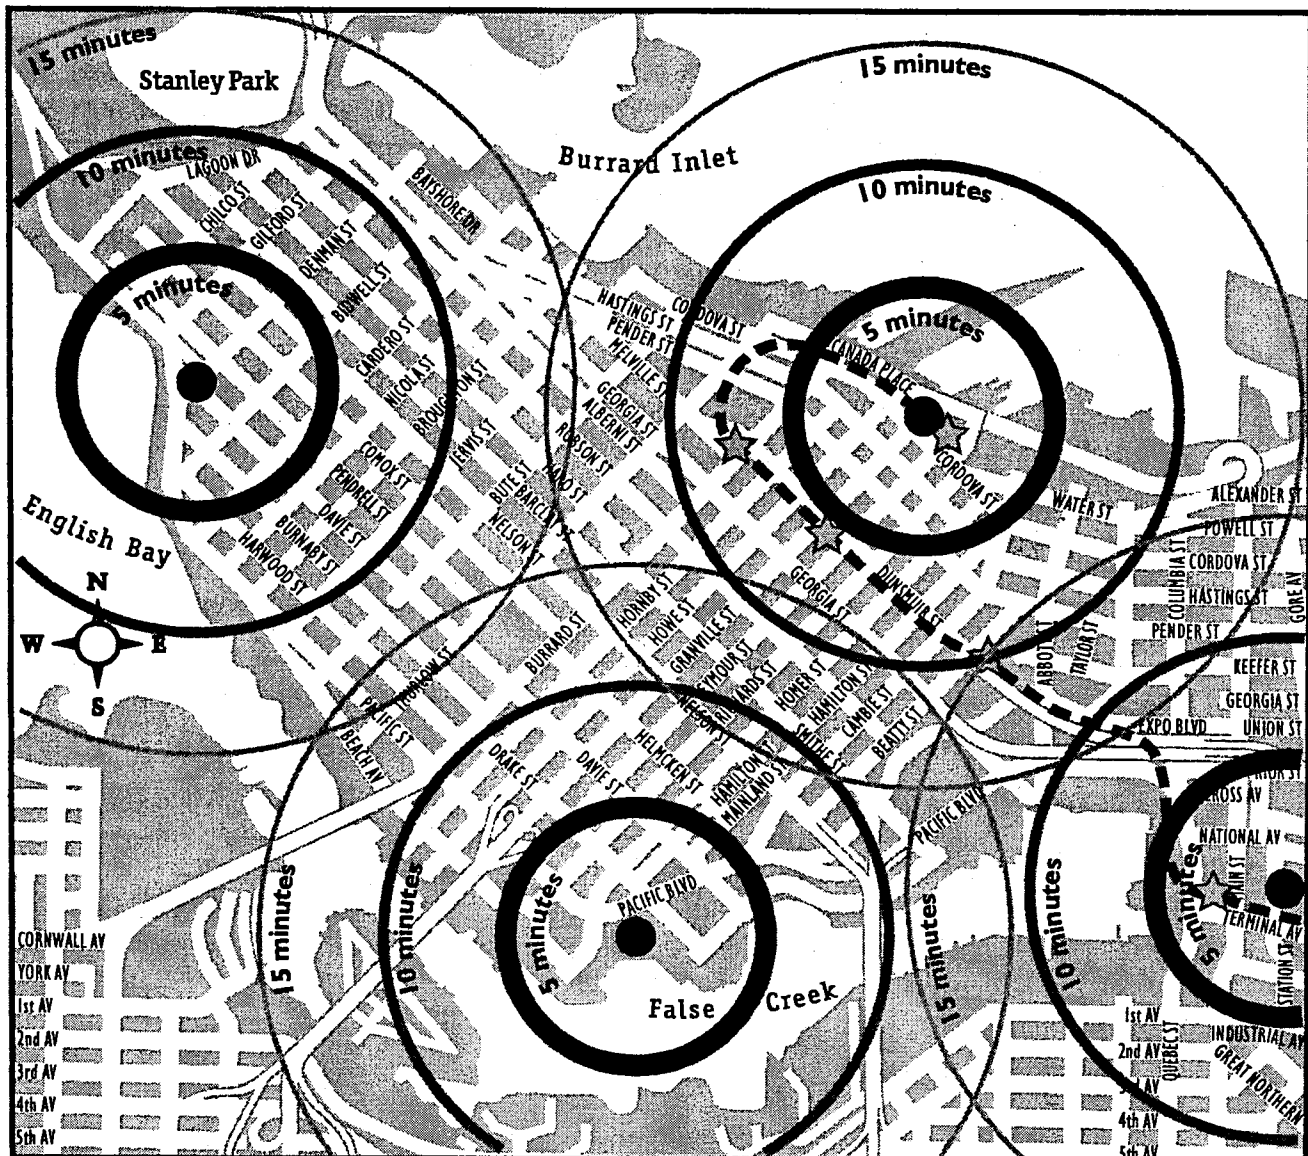 15 minutes
Stanley Park
15 minutes
10 minutes
LAGOON DR
Burrard Inlet
10 minutes
BAYSHORE DR
CHILCO ST
GILFORD ST
DENMAN ST
BIDWELL ST
5 minutes
HASTINGS ST
CORDOVA ST
PENDER ST
MELVILLE ST
5 minutes
CANADA PLACE
CARDERO ST
NICOLA ST
BROUGHTON ST
JERVIS ST
GEORGIA ST
ALBERNI ST
ROBSON ST
HARO ST
BUTE ST
BARCLAY ST
NELSON ST
COMOX ST
PENDRELL ST
DAVIE ST
BURNABY ST
HARWOOD ST
CORDOVA ST
WATER ST
ALEXANDER ST
POWELL ST
CORDOVA ST
HASTINGS ST
COLUMBIA ST
GORE AV
PENDER ST
English Bay
N
W
E
S
GEORGIA ST
DUNSMUIR ST
ABBOTT
TAYLOR ST
KEEFER ST
GEORGIA ST
EXPO BLVD
UNION ST
HORNBY ST
HOWE ST
GRANVILLE ST
SEYMOUR ST
RICHARDS ST
NELSON ST
HOMER ST
HAMILTON ST
CAMBIE ST
BEATTY ST
SMITHE ST
BURRARD ST
THURLOW ST
PACIFIC ST
BEACH AV
DRAKE ST
DAVIE ST
HELMCKEN ST
HAMILTON ST
MAINLAND ST
PACIFIC BLVD
PRIOR ST
CROSS AV
NATIONAL AV
MAIN ST
TERMINAL AV
STATION ST
5 minutes
10 minutes
15 minutes
15 minutes
10 minutes
5 minutes
PACIFIC BLVD
False Creek
CORNWALL AV
YORK AV
1st AV
2nd AV
3rd AV
4th AV
5th AV
1st AV
2nd AV
AV
4th AV
5th AV
QUEBEC ST
INDUSTRIAL AV
GREAT NORTHERN